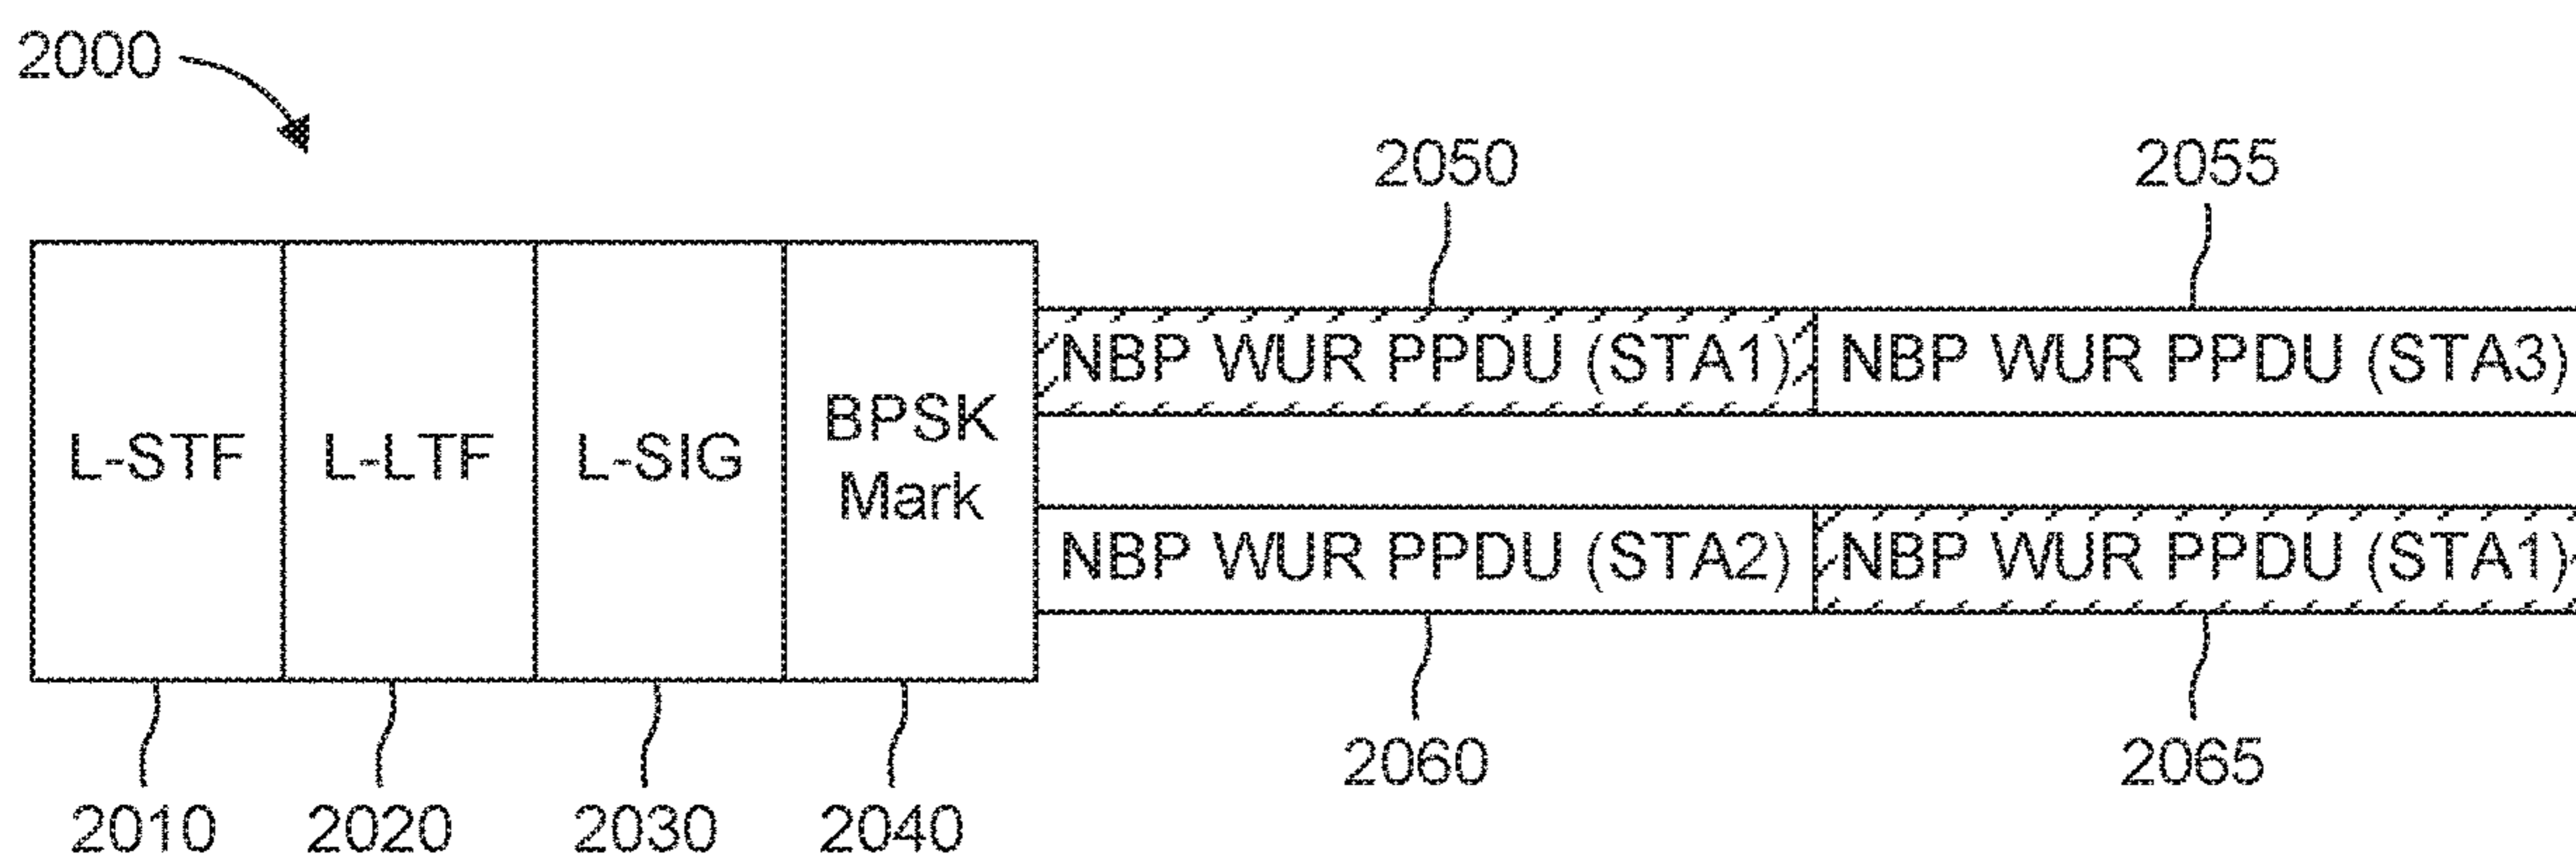 2000
2050
2055
L-STF
L-LTF
L-SIG
BPSK
Mark
NBP WUR PPDU (STA1)
NBP WUR PPDU (STA3)
NBP WUR PPDU (STA2)
NBP WUR PPDU (STA1)
2060
2065
2010
2020
2030
2040